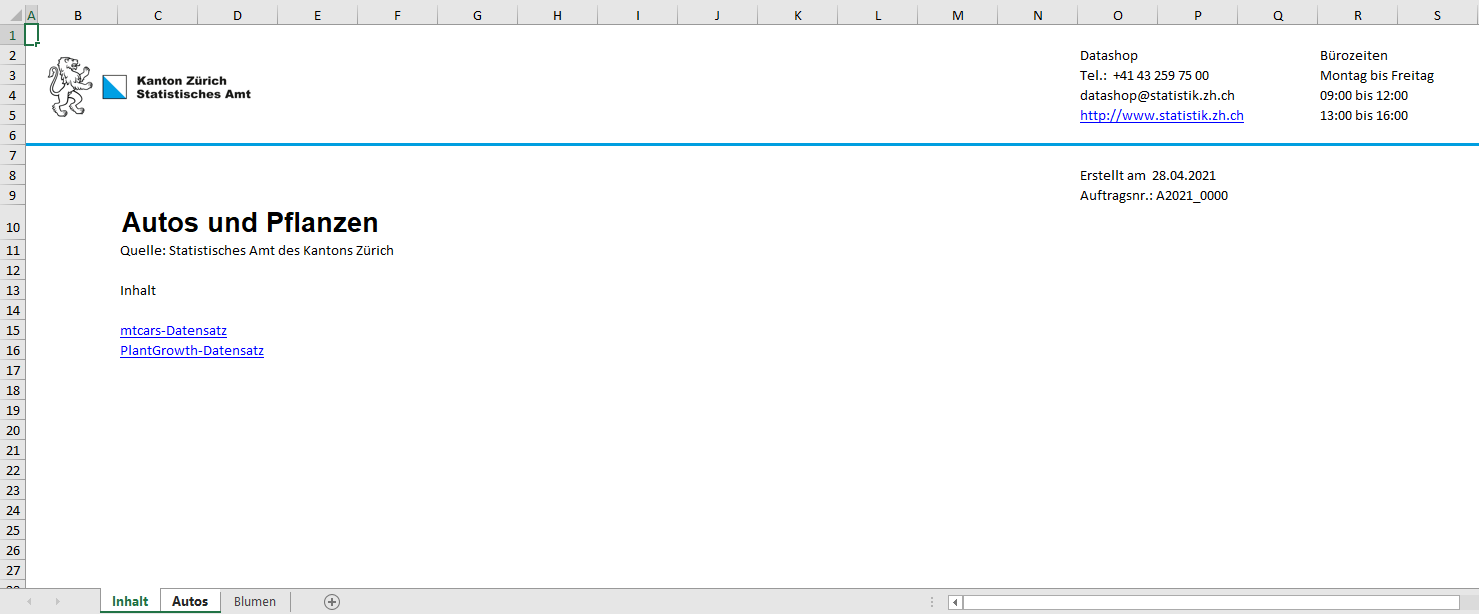 A B C D E F G H I J K L M N O P Q R S
1
2 Datashop Bürozeiten
3 Kanton Zürich Tel.: +41 43 259 75 00 Montag bis Freitag
4 Statistisches Amt datashop@statistik.zh.ch 09:00 bis 12:00
5 http://www.statistik.zh.ch 13:00 bis 16:00
6
7
8 Erstellt am 28.04.2021
9 Auftragsnr.: A2021_0000
10 Autos und Pflanzen
11 Quelle: Statistisches Amt des Kantons Zürich
12
13 Inhalt
14
15 mtcars-Datensatz
16 PlantGrowth-Datensatz
17
18
19
20
21
22
23
24
25
26
27
Inhalt Autos Blumen